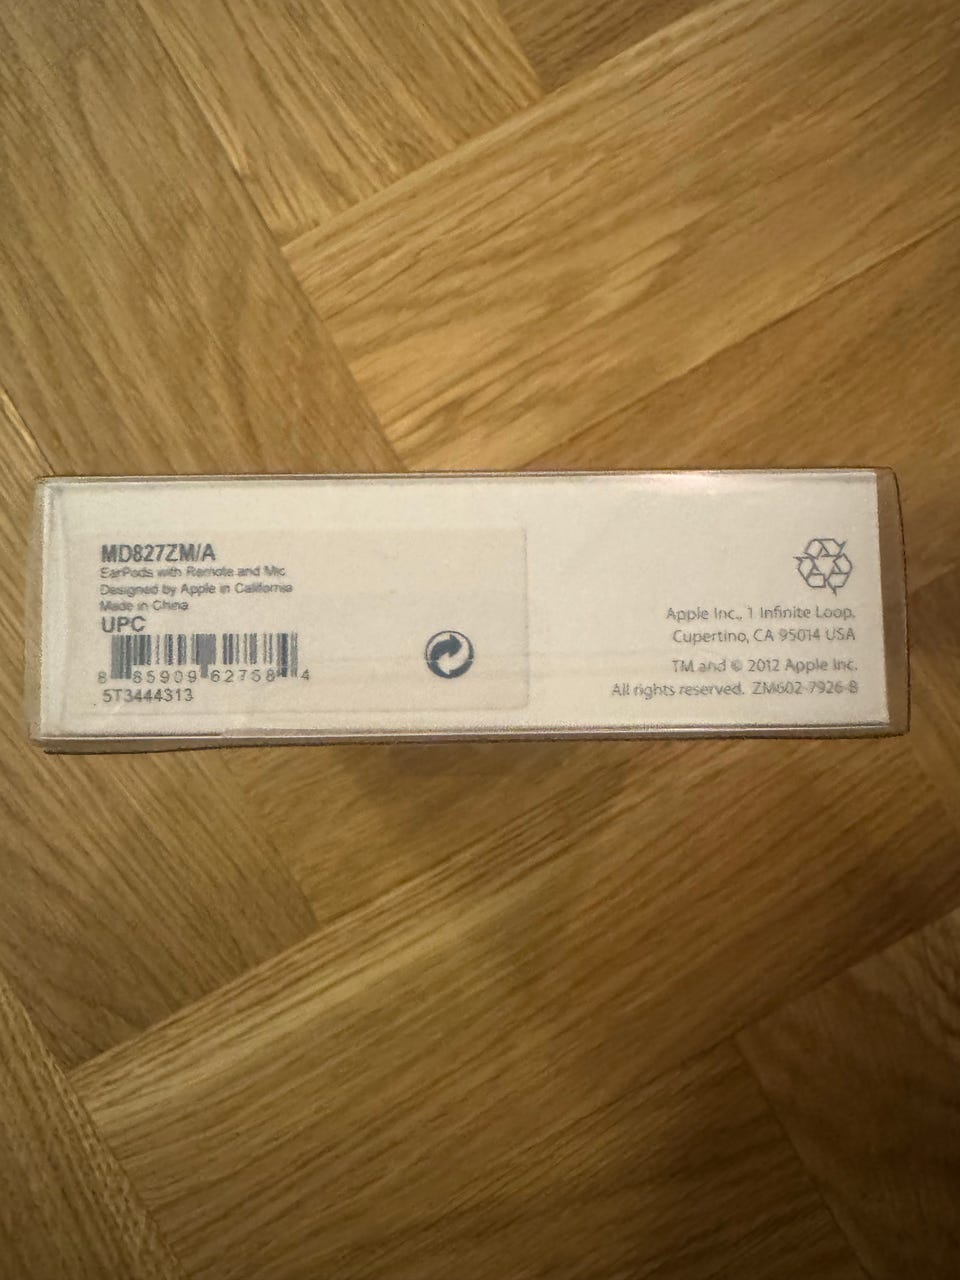 MD827ZM/A
EarPods with Remote and Mic
Designed by Apple in California
Made in China
UPC
8 85909 62758 4
5T3444313
Apple Inc., 1 Infinite Loop,
Cupertino, CA 95014 USA
TM and © 2012 Apple Inc.
All rights reserved. ZM602-7926-B